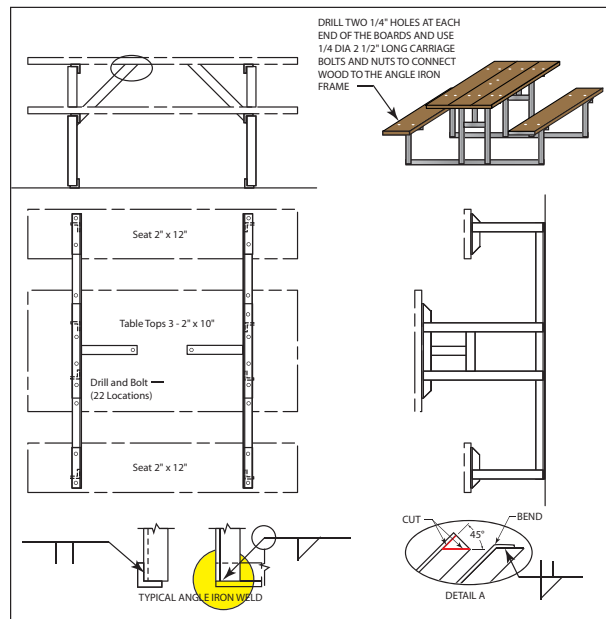 DRILL TWO 1/4" HOLES AT EACH
END OF THE BOARDS AND USE
1/4 DIA 2 1/2" LONG CARRIAGE
BOLTS AND NUTS TO CONNECT
WOOD TO THE ANGLE IRON
FRAME
Seat 2" x 12"
Table Tops 3 - 2" x 10"
Drill and Bolt
(22 Locations)
Seat 2" x 12"
CUT
45°
BEND
TYPICAL ANGLE IRON WELD
DETAIL A